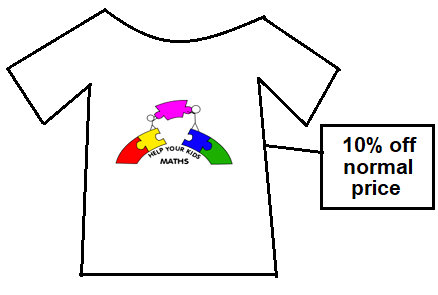 HELP YOUR KIDS
MATHS
10% off
normal
price